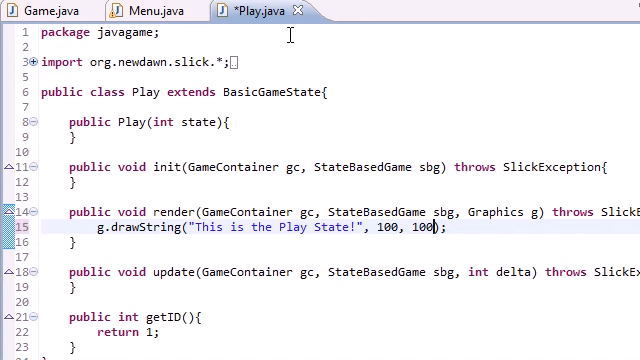 Game.java Menu.java *Play.java
1 package javagame;
2
3 import org.newdawn.slick.*;
5
6 public class Play extends BasicGameState{
7
8 public Play(int state){
9 }
10
11 public void init(GameContainer gc, StateBasedGame sbg) throws SlickException{
12 }
13
14 public void render(GameContainer gc, StateBasedGame sbg, Graphics g) throws SlickE
15 g.drawString("This is the Play State!", 100, 100);
16 }
17
18 public void update(GameContainer gc, StateBasedGame sbg, int delta) throws SlickEx
19 }
20
21 public int getID(){
22 return 1;
23 }